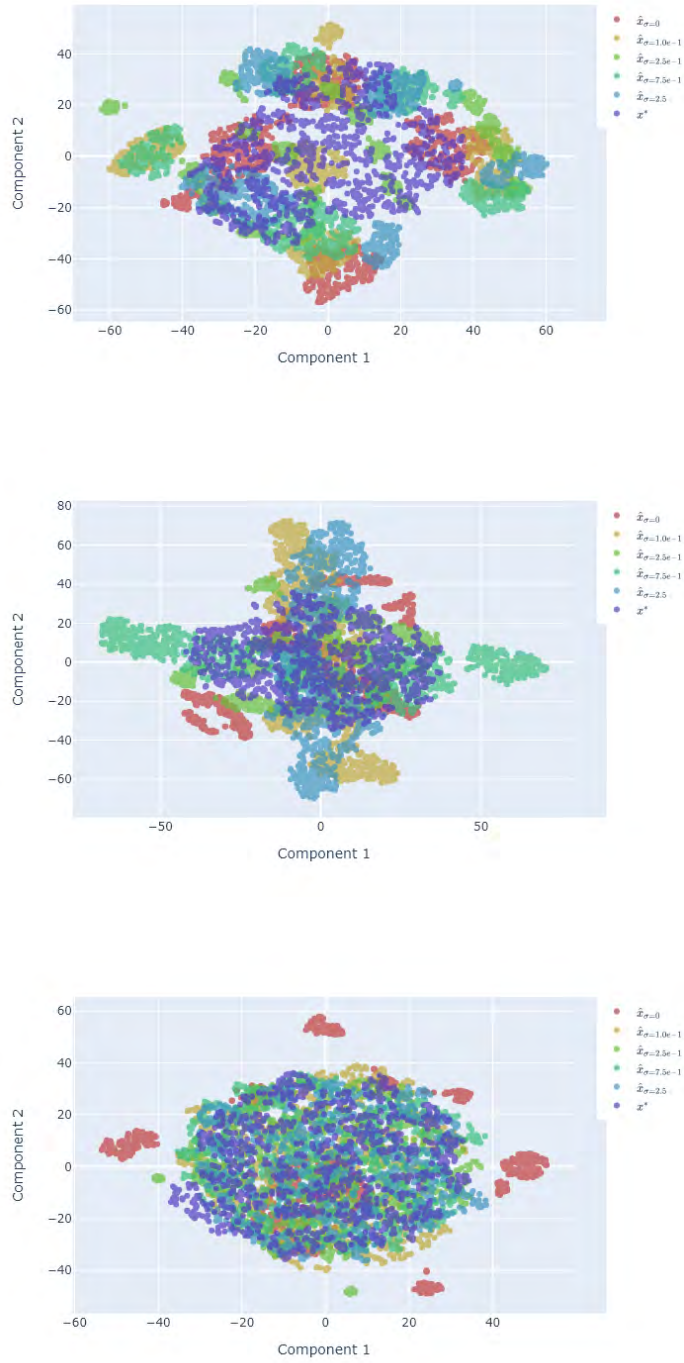 40
20
0
−20
−40
−60
Component 2
−60 −40 −20 0 20 40 60
Component 1
x̂σ=0
x̂σ=1.0e−1
x̂σ=2.5e−1
x̂σ=7.5e−1
x̂σ=2.5
x*
80
60
40
20
0
−20
−40
−60
Component 2
−50 0 50
Component 1
x̂σ=0
x̂σ=1.0e−1
x̂σ=2.5e−1
x̂σ=7.5e−1
x̂σ=2.5
x*
60
40
20
0
−20
−40
Component 2
−60 −40 −20 0 20 40
Component 1
x̂σ=0
x̂σ=1.0e−1
x̂σ=2.5e−1
x̂σ=7.5e−1
x̂σ=2.5
x*